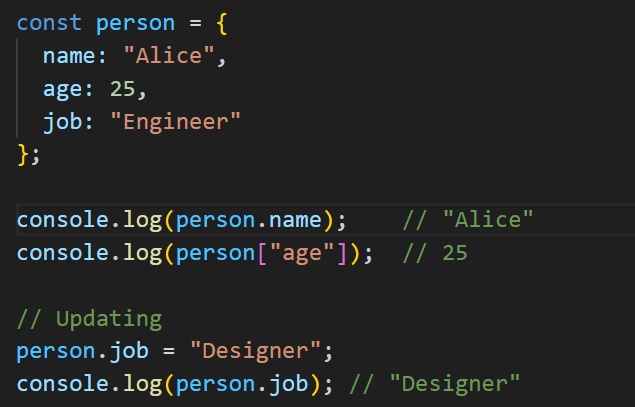 const person = {
  name: "Alice",
  age: 25,
  job: "Engineer"
};

console.log(person.name);    // "Alice"
console.log(person["age"]);  // 25

// Updating
person.job = "Designer";
console.log(person.job); // "Designer"